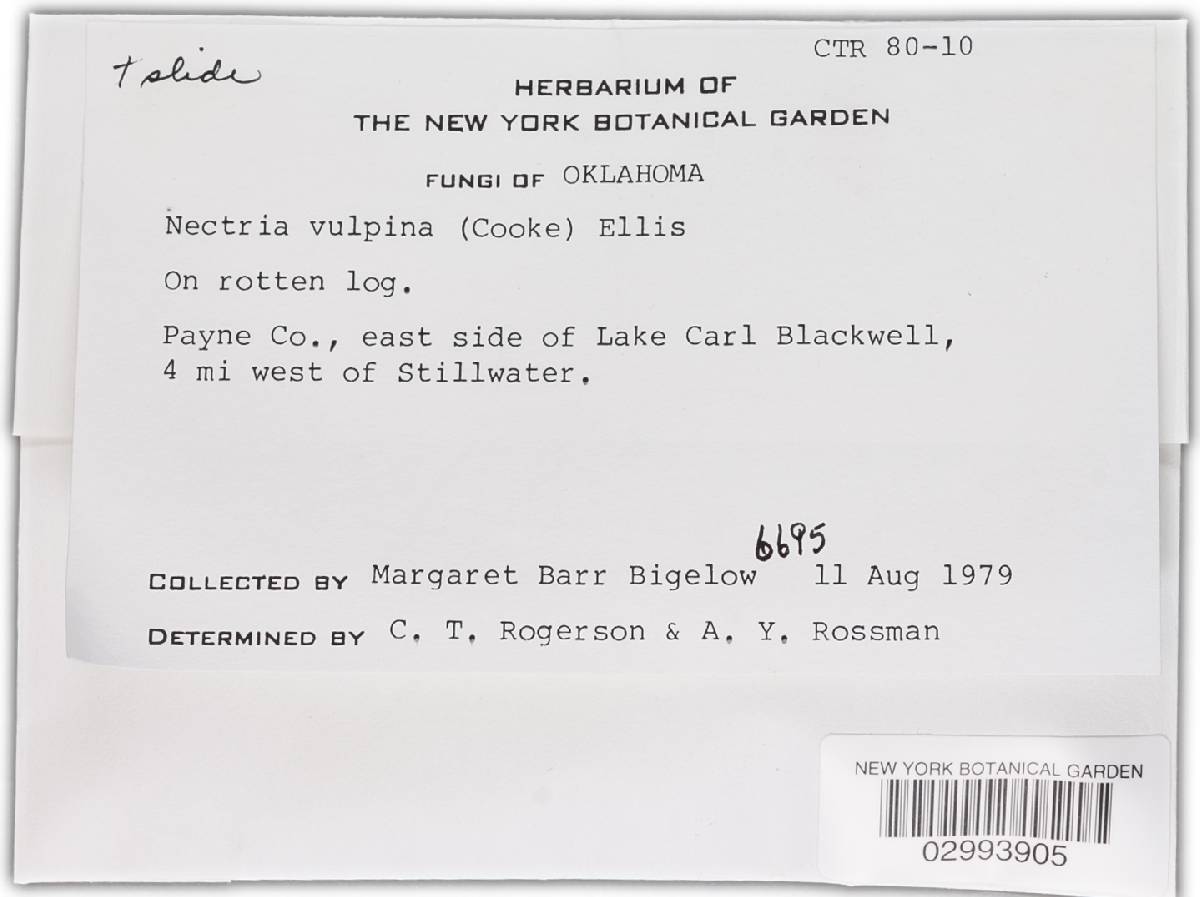 + slide
CTR 80-10
HERBARIUM OF
THE NEW YORK BOTANICAL GARDEN
FUNGI OF OKLAHOMA
Nectria vulpina (Cooke) Ellis
On rotten log.
Payne Co., east side of Lake Carl Blackwell,
4 mi west of Stillwater.
6695
COLLECTED BY Margaret Barr Bigelow 11 Aug 1979
DETERMINED BY C. T. Rogerson & A. Y. Rossman
NEW YORK BOTANICAL GARDEN
02993905